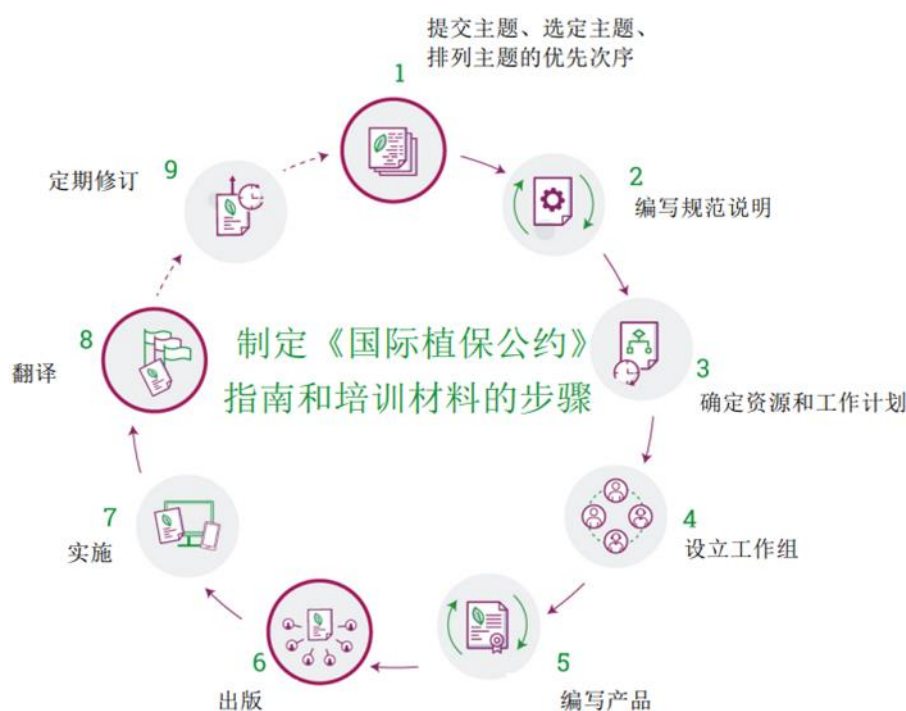 1
提交主题、选定主题、
排列主题的优先次序
2
编写规范说明
3
确定资源和工作计划
4
设立工作组
5
编写产品
6
出版
7
实施
8
翻译
9
定期修订
制定《国际植保公约》
指南和培训材料的步骤